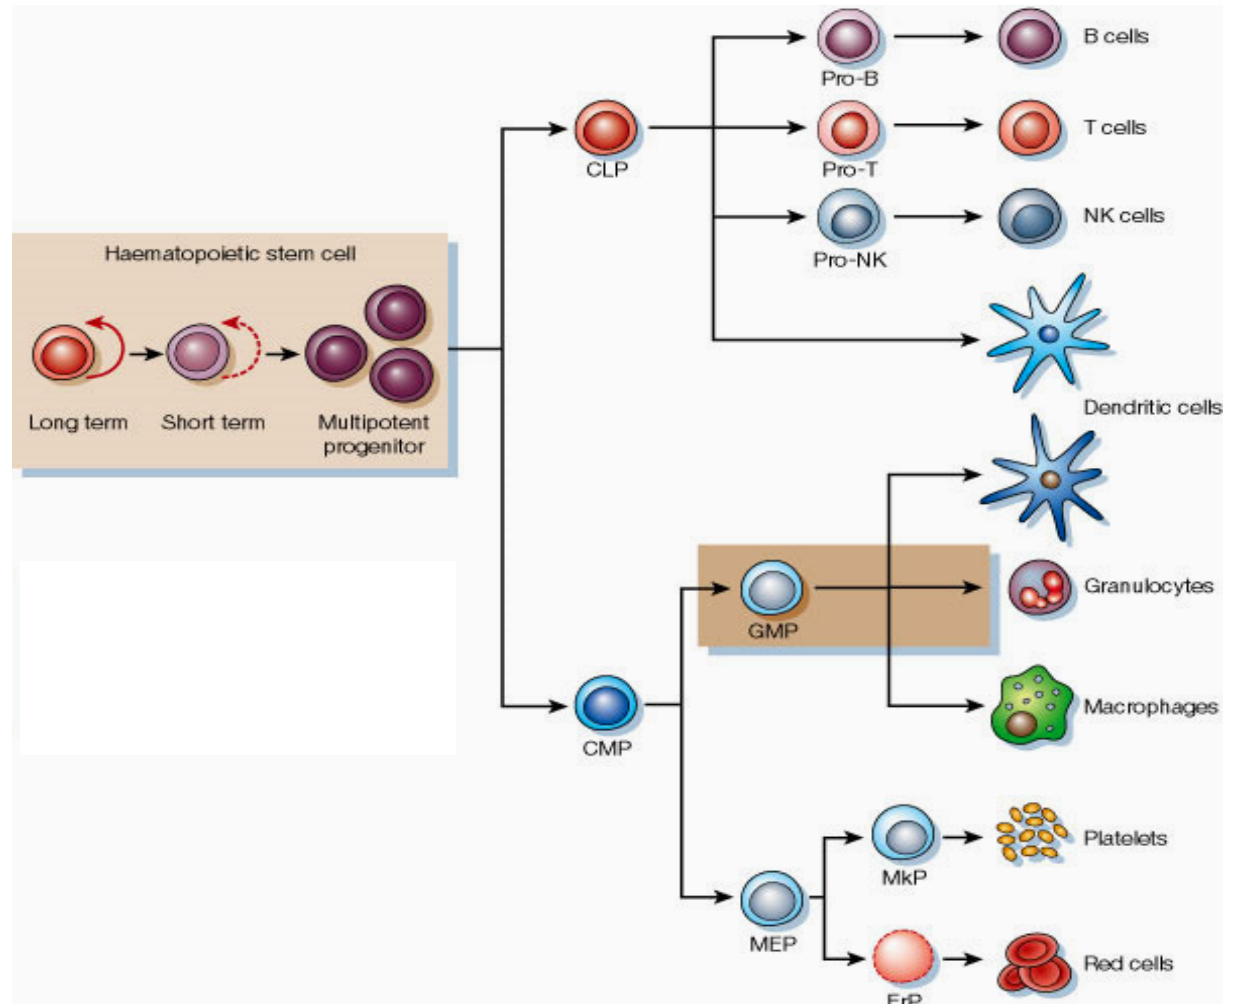 B cells
Pro-B
T cells
CLP
Pro-T
NK cells
Pro-NK
Haematopoietic stem cell
Long term
Short term
Multipotent
progenitor
Dendritic cells
Granulocytes
GMP
Macrophages
CMP
Platelets
MkP
MEP
Red cells
ErP